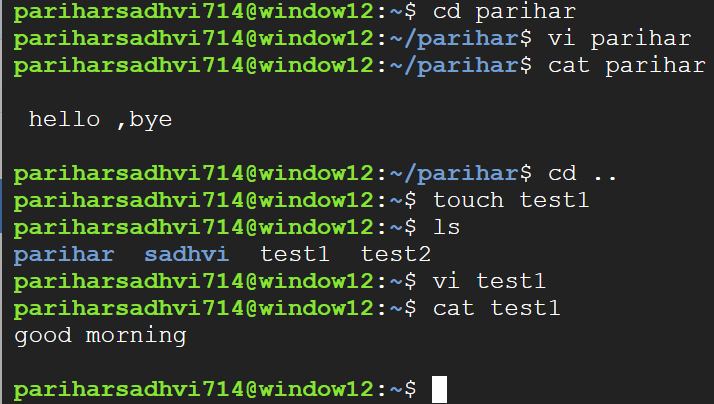 pariharsadhvi714@window12:~$ cd parihar
pariharsadhvi714@window12:~/parihar$ vi parihar
pariharsadhvi714@window12:~/parihar$ cat parihar
hello ,bye
pariharsadhvi714@window12:~/parihar$ cd ..
pariharsadhvi714@window12:~$ touch test1
pariharsadhvi714@window12:~$ ls
parihar  sadhvi  test1  test2
pariharsadhvi714@window12:~$ vi test1
pariharsadhvi714@window12:~$ cat test1
good morning
pariharsadhvi714@window12:~$